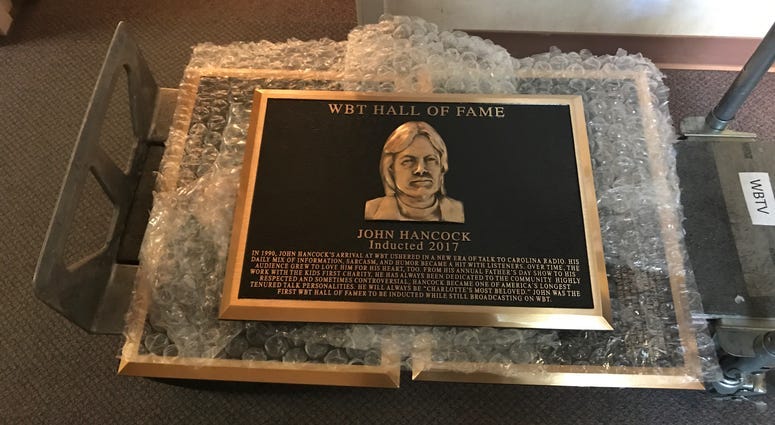 WBT HALL OF FAME
JOHN HANCOCK
Inducted 2017
IN 1990, JOHN HANCOCK'S ARRIVAL AT WBT USHERED IN A NEW ERA OF TALK TO CAROLINA RADIO. HIS
DAILY MIX OF INFORMATION, SARCASM, AND HUMOR BECAME A HIT WITH LISTENERS. OVER TIME, THE
AUDIENCE GREW TO LOVE HIM FOR HIS HEART, TOO. FROM HIS ANNUAL FATHER'S DAY SHOW TO HIS
WORK WITH THE KIDS FIRST CHARITY, HE HAS ALWAYS BEEN DEDICATED TO THE COMMUNITY. HIGHLY
RESPECTED AND SOMETIMES CONTROVERSIAL, HANCOCK BECAME ONE OF AMERICA'S LONGEST
TENURED TALK PERSONALITIES. HE WILL ALWAYS BE "CHARLOTTE'S MOST BELOVED." JOHN WAS THE
FIRST WBT HALL OF FAMER TO BE INDUCTED WHILE STILL BROADCASTING ON WBT.
WBTV